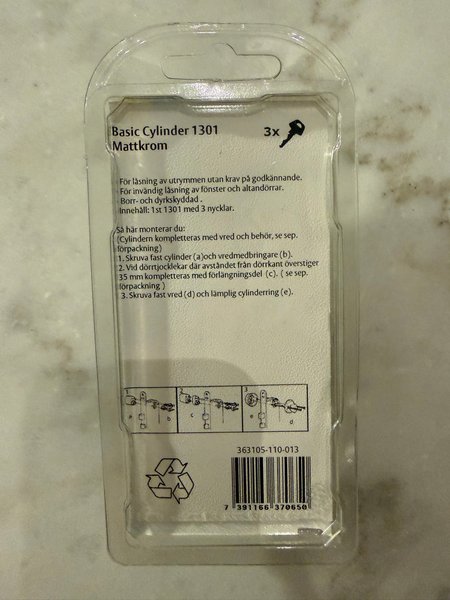 Basic Cylinder 1301
Mattkrom
3x
- För låsning av utrymmen utan krav på godkännande.
- För invändig låsning av fönster och altandörrar.
- Borr- och dyrkskyddad .
Innehåll: 1st 1301 med 3 nycklar.
Så här monterar du:
(Cylindern kompletteras med vred och behör, se sep.
förpackning)
1. Skruva fast cylinder (a)och vredmedbringare (b).
2. Vid dörrtjocklekar där avståndet från dörrkant överstiger
35 mm kompletteras med förlängningsdel (c). ( se sep.
förpackning )
3. Skruva fast vred (d) och lämplig cylinderring (e).
1 2 3
a b c e d
363105-110-013
7 391166 370650